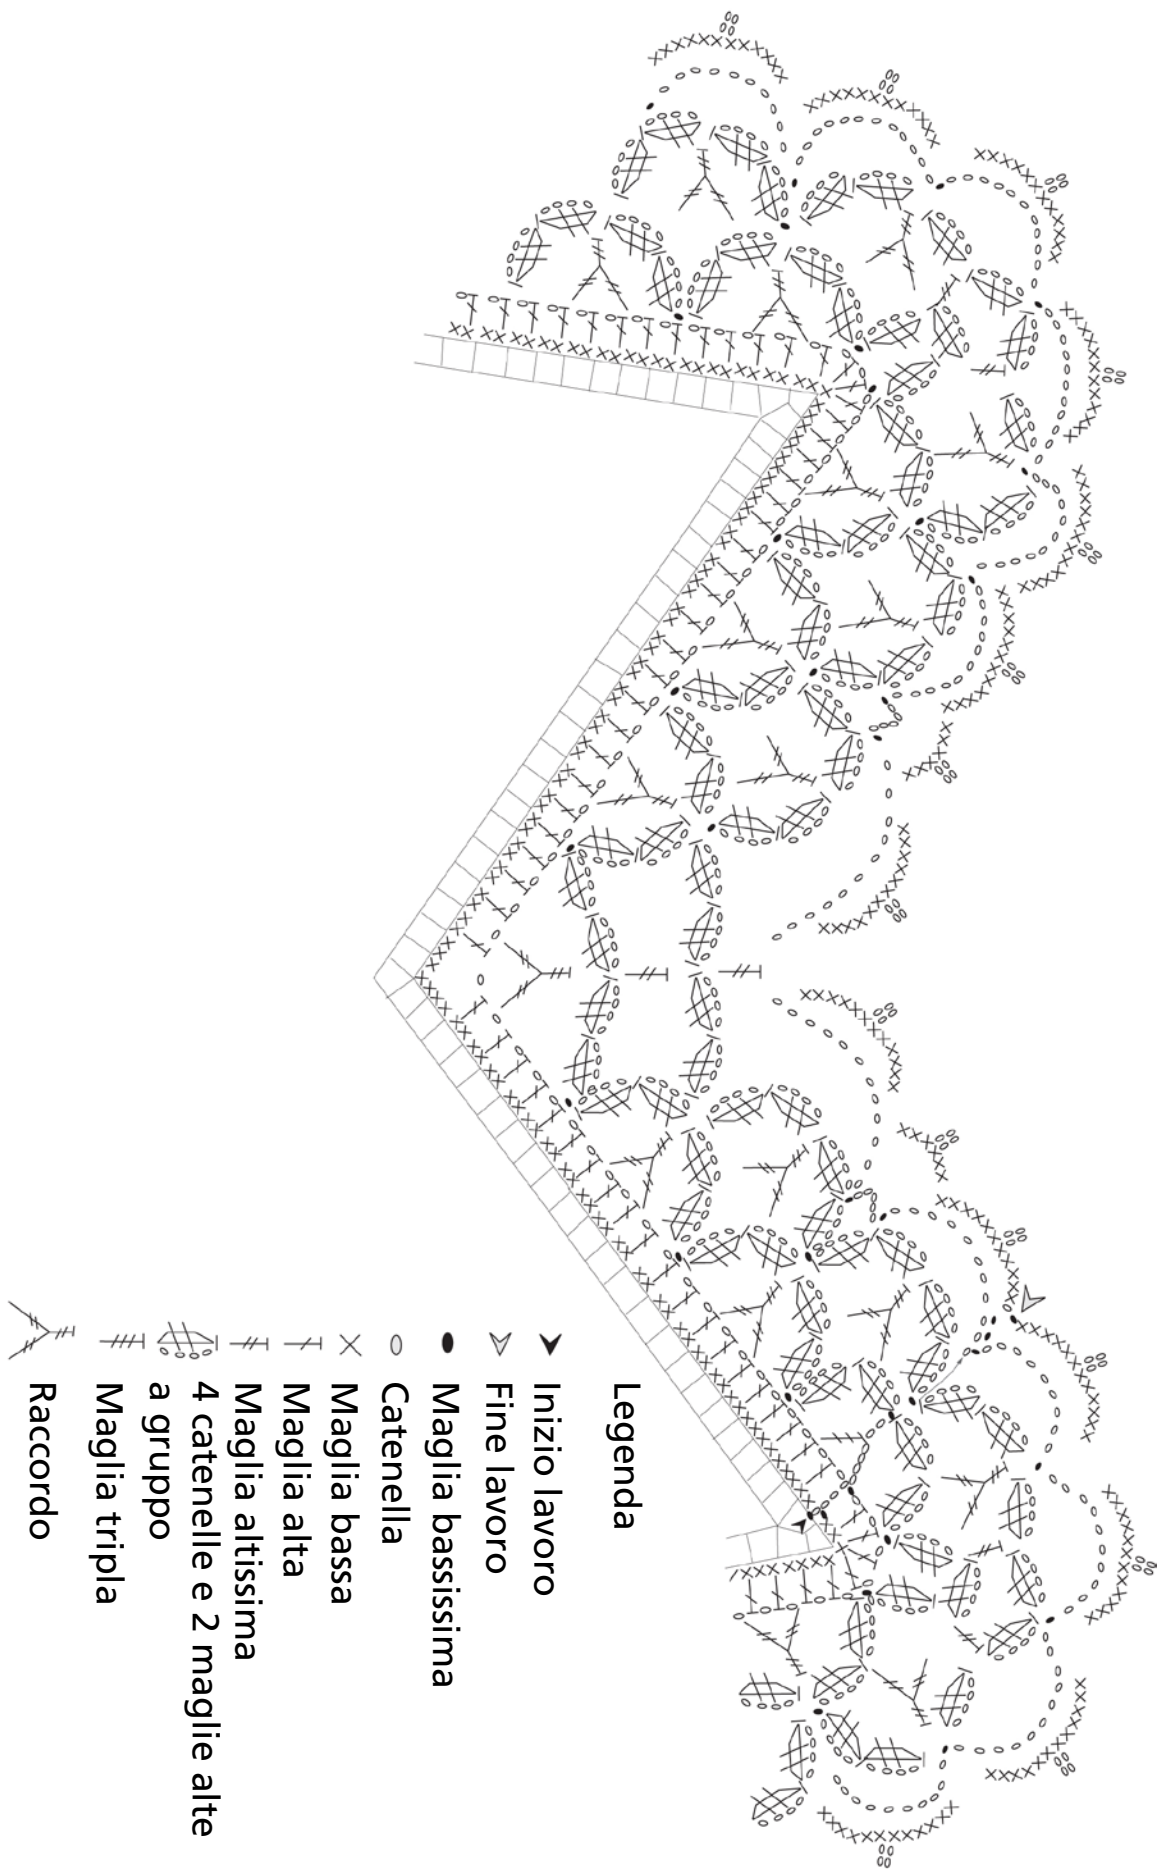 Legenda
Inizio lavoro
Fine lavoro
Maglia bassissima
Catenella
Maglia bassa
Maglia alta
Maglia altissima
4 catenelle e 2 maglie alte
a gruppo
Maglia tripla
Raccordo